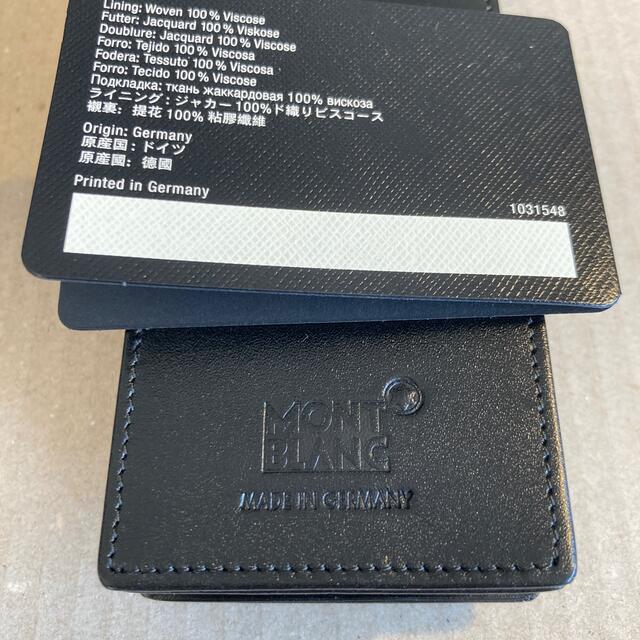 Lining: Woven 100% Viscose
Futter: Jacquard 100% Viskose
Doublure: Jacquard 100% Viscose
Forro: Tejido 100% Viscosa
Fodera: Tessuto 100% Viscosa
Forro: Tecido 100% Viscose
Подкладка: ткань жаккардовая 100% вискоза
ライニング：ジャカー100%ド織りビスコース
襯裏：提花 100% 粘膠纖維
Origin: Germany
原産国：ドイツ
原産國：德國
Printed in Germany
1031548
MONT
BLANC
MADE IN GERMANY